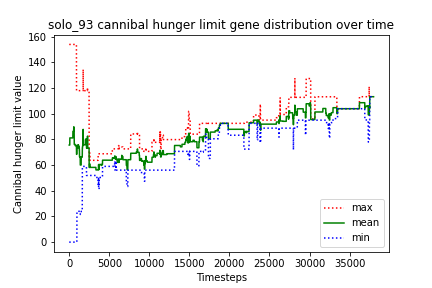 solo_93 cannibal hunger limit gene distribution over time
Cannibal hunger limit value
160
140
120
100
80
60
40
20
0
max
mean
min
0 5000 10000 15000 20000 25000 30000 35000
Timesteps